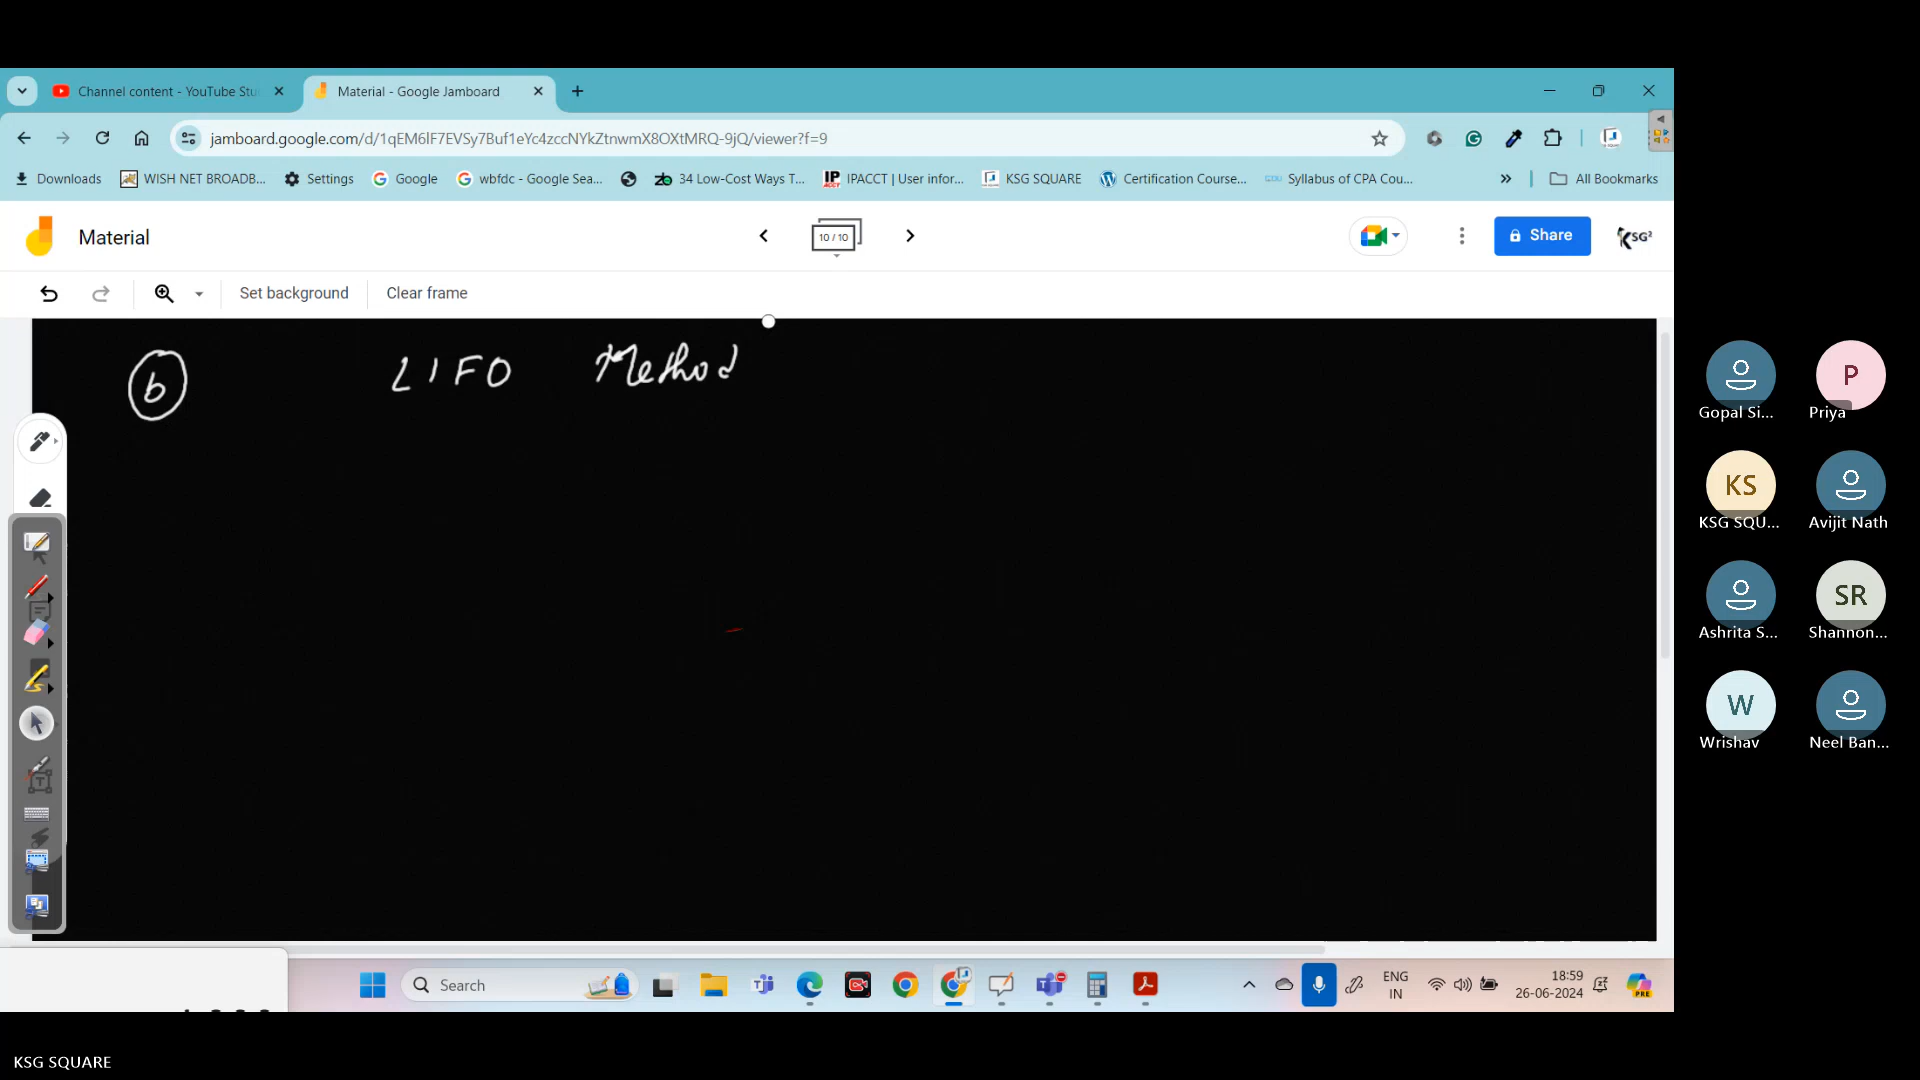 Channel content - YouTube Stu
Material - Google Jamboard
jamboard.google.com/d/1qEM6lF7EVSy7Buf1eYc4zccNYkZtnwmX8OXtMRQ-9jQ/viewer?f=9
Downloads WISH NET BROADB... Settings Google wbfdc - Google Sea... 34 Low-Cost Ways T... IPACCT | User infor... KSG SQUARE Certification Course... Syllabus of CPA Cou... » All Bookmarks
Material 10 / 10 Share KSG²
Set background Clear frame
b LIFO Method
Gopal Si... P Priya
KS KSG SQU... Avijit Nath
Ashrita S... SR Shannon...
W Wrishav Neel Ban...
Search ENG IN 18:59 26-06-2024 PRE
KSG SQUARE